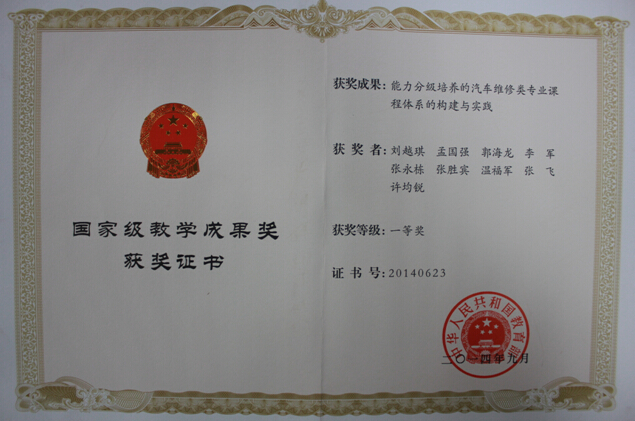 国家级教学成果奖
获奖证书
获奖成果：能力分级培养的汽车维修类专业课
程体系的构建与实践
获 奖 者：刘越琪 孟国强 郭海龙 李 军
张永栋 张胜宾 温福军 张 飞
许均锐
获奖等级：一等奖
证 书 号：20140623
中华人民共和国教育部
二〇一四年九月